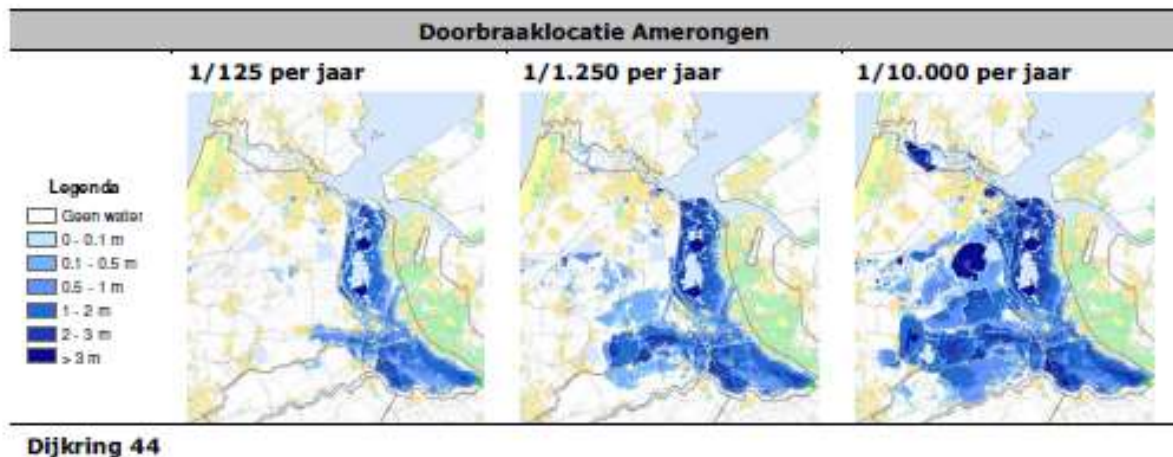 Doorbraaklocatie Amerongen
1/125 per jaar
1/1.250 per jaar
1/10.000 per jaar
Legenda
Geen water
0 - 0.1 m
0.1 - 0.5 m
0.5 - 1 m
1 - 2 m
2 - 3 m
> 3 m
Dijkring 44